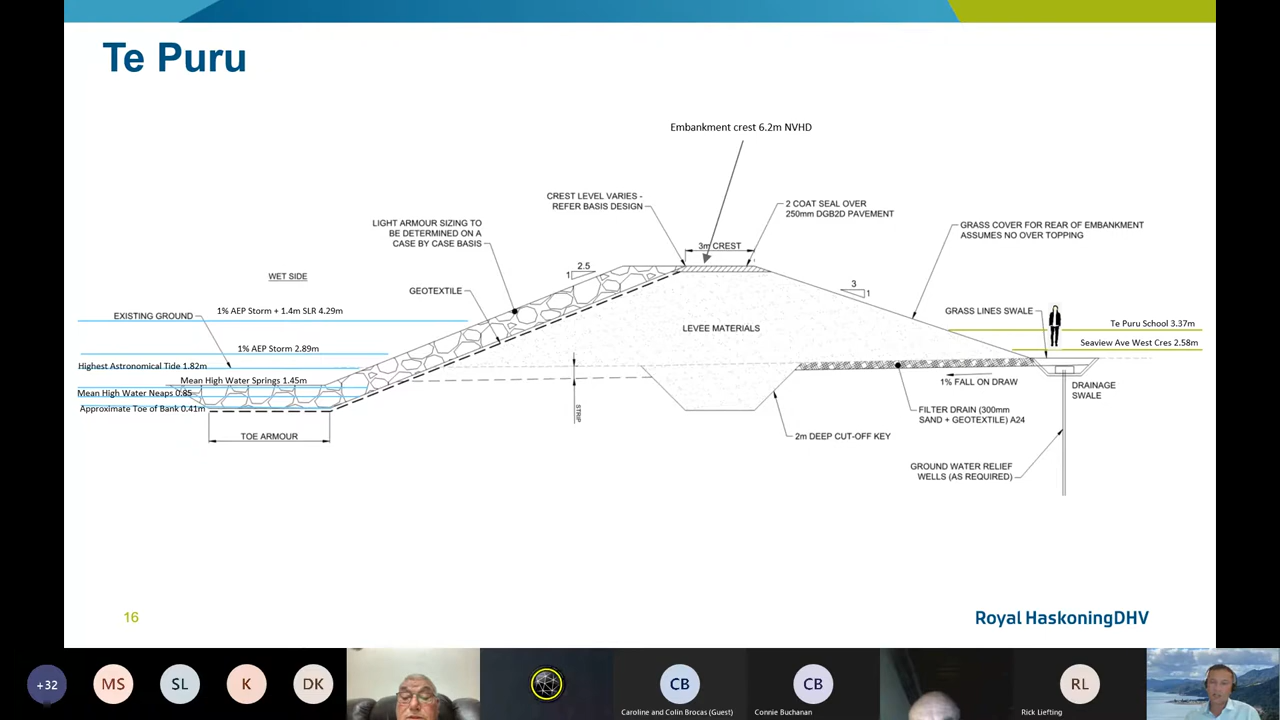 Te Puru
Embankment crest 6.2m NVHD
CREST LEVEL VARIES -
REFER BASIS DESIGN
2 COAT SEAL OVER
250mm DGB2D PAVEMENT
LIGHT ARMOUR SIZING TO
BE DETERMINED ON A
CASE BY CASE BASIS
GRASS COVER FOR REAR OF EMBANKMENT
ASSUMES NO OVER TOPPING
3m CREST
2.5
1
WET SIDE
GEOTEXTILE
3
1
1% AEP Storm + 1.4m SLR 4.29m
EXISTING GROUND
GRASS LINES SWALE
LEVEE MATERIALS
Te Puru School 3.37m
Seaview Ave West Cres 2.58m
1% AEP Storm 2.89m
Highest Astronomical Tide 1.82m
Mean High Water Springs 1.45m
Mean High Water Neaps 0.85
Approximate Toe of Bank 0.41m
1% FALL ON DRAW
DRAINAGE
SWALE
STRIP
FILTER DRAIN (300mm
SAND + GEOTEXTILE) A24
TOE ARMOUR
2m DEEP CUT-OFF KEY
GROUND WATER RELIEF
WELLS (AS REQUIRED)
16
Royal HaskoningDHV
+32
MS
SL
K
DK
CB
Caroline and Colin Brocas (Guest)
CB
Connie Buchanan
RL
Rick Liefting